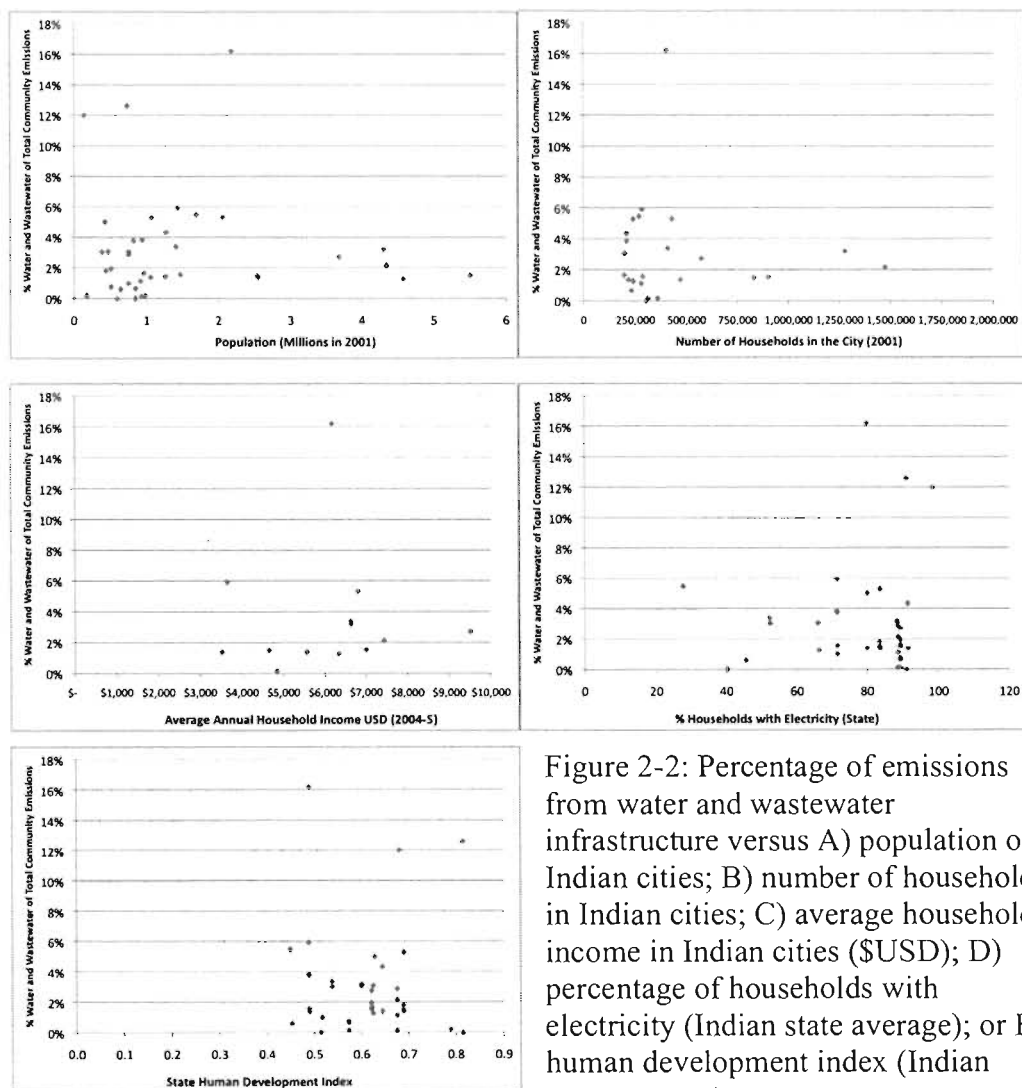 % Water and Wastewater of Total Community Emissions
18%
16%
14%
12%
10%
8%
6%
4%
2%
0%
0 1 2 3 4 5 6
Population (Millions in 2001)
% Water and Wastewater of Total Community Emissions
18%
16%
14%
12%
10%
8%
6%
4%
2%
0%
0 250,000 500,000 750,000 1,000,000 1,250,000 1,500,000 1,750,000 2,000,000
Number of Households in the City (2001)
% Water and Wastewater of Total Community Emissions
18%
16%
14%
12%
10%
8%
6%
4%
2%
0%
$- $1,000 $2,000 $3,000 $4,000 $5,000 $6,000 $7,000 $8,000 $9,000 $10,000
Average Annual Household Income USD (2004-5)
% Water and Wastewater of Total Community Emissions
18%
16%
14%
12%
10%
8%
6%
4%
2%
0%
0 20 40 60 80 100 120
% Households with Electricity (State)
% Water and Wastewater of Total Community Emissions
18%
16%
14%
12%
10%
8%
6%
4%
2%
0%
0.0 0.1 0.2 0.3 0.4 0.5 0.6 0.7 0.8 0.9
State Human Development Index
Figure 2-2: Percentage of emissions
from water and wastewater
infrastructure versus A) population o
Indian cities; B) number of household
in Indian cities; C) average household
income in Indian cities ($USD); D)
percentage of households with
electricity (Indian state average); or
human development index (Indian